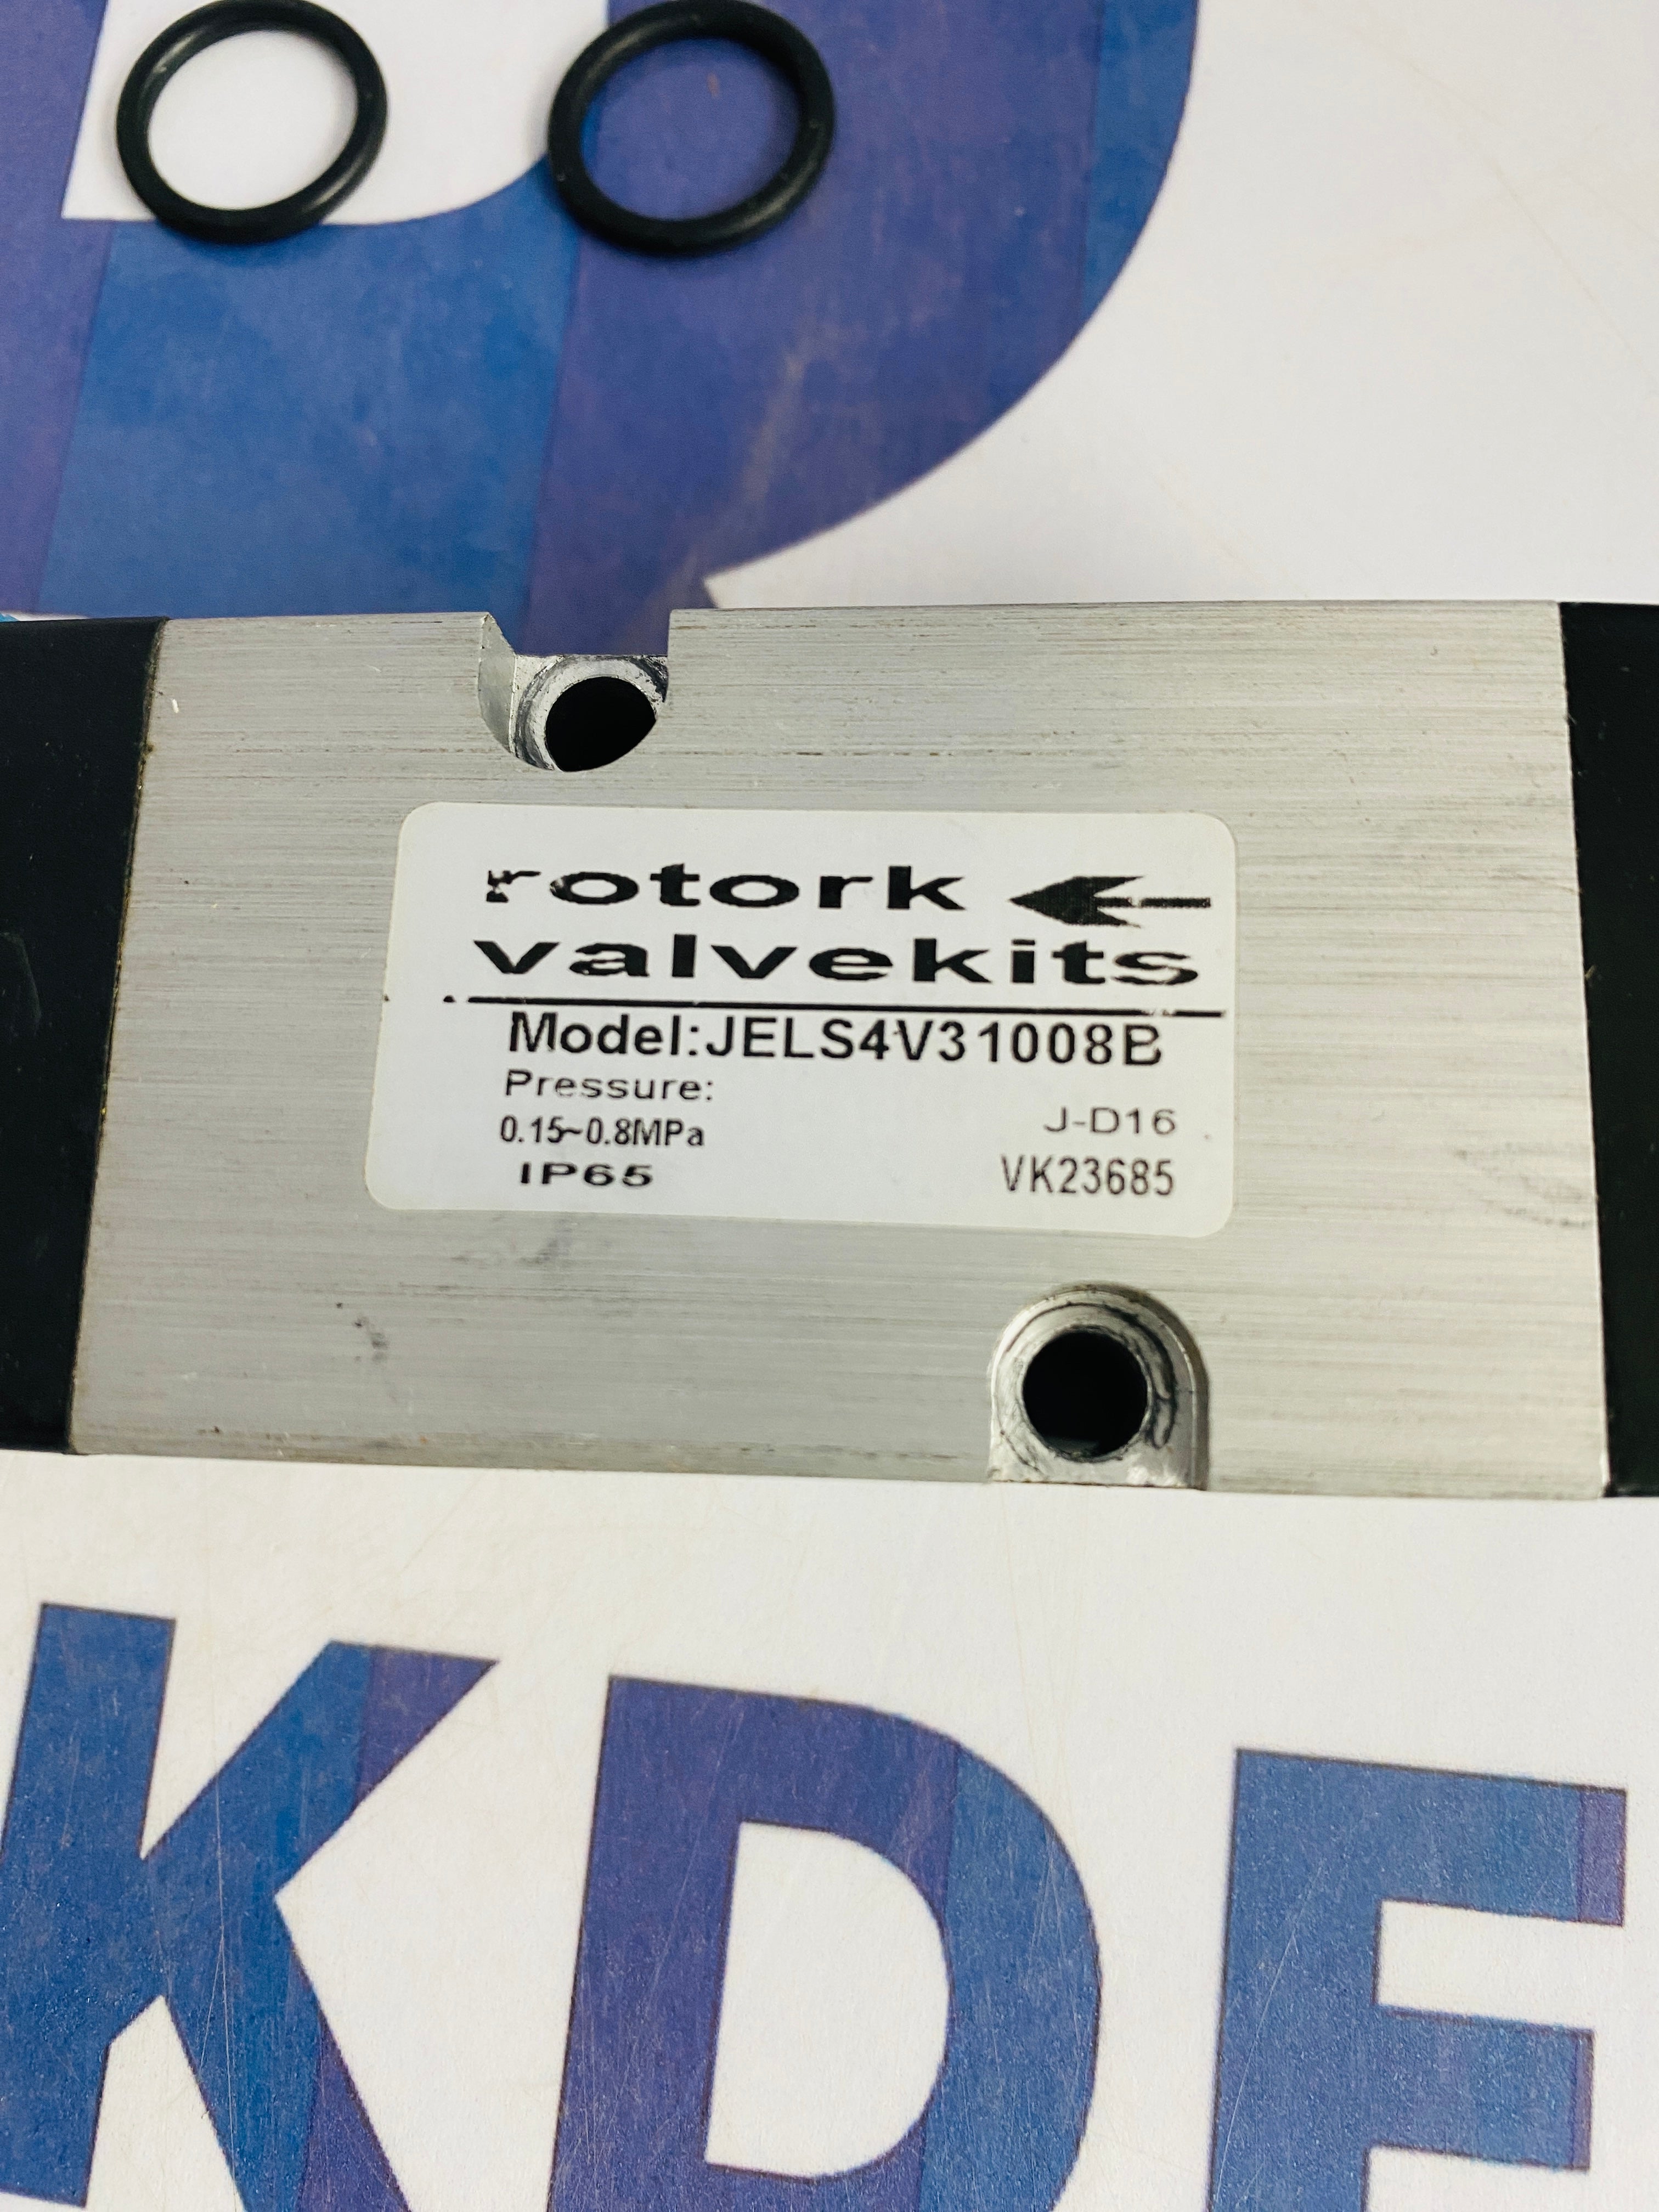 rotork
valvekits
Model:JELS4V31008B
Pressure:
0.15~0.8MPa
J-D16
IP65
VK23685
KDE